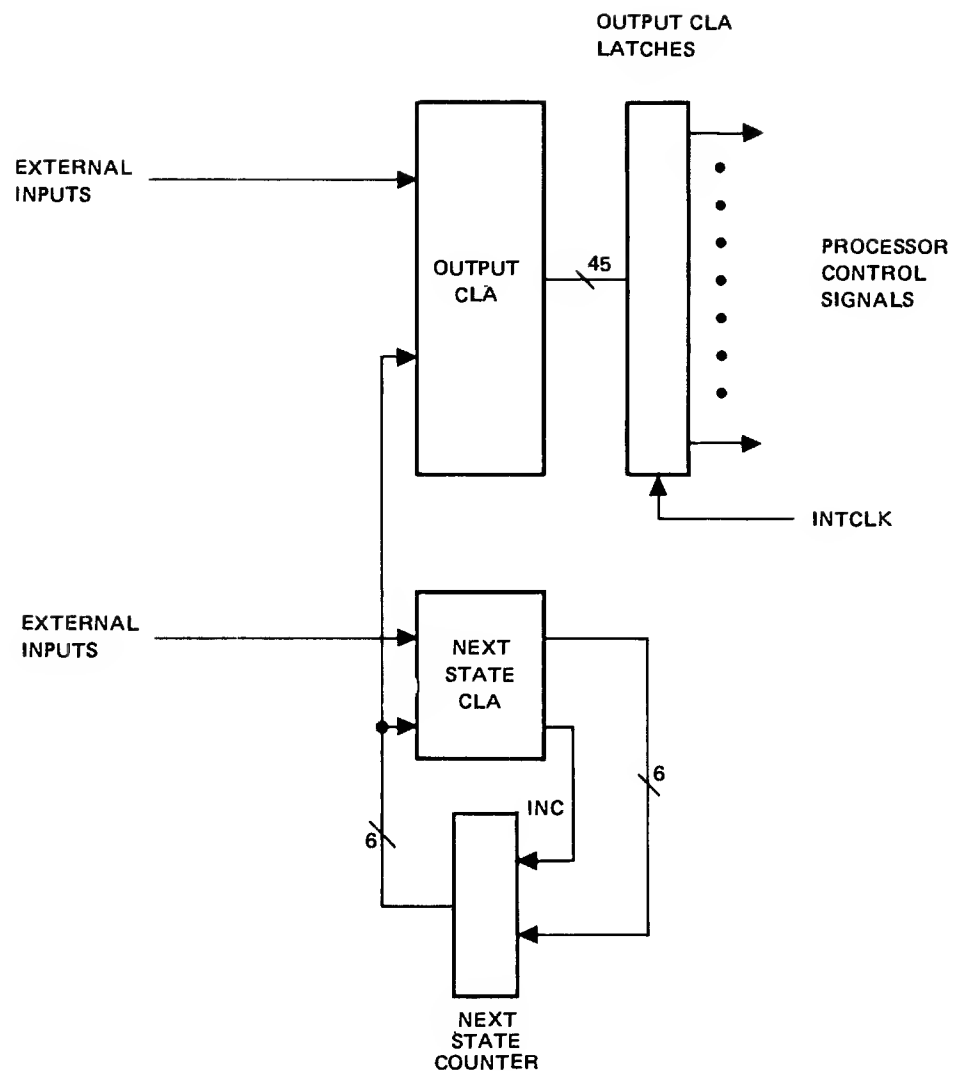 OUTPUT CLA
LATCHES
EXTERNAL
INPUTS
OUTPUT
CLA
45
PROCESSOR
CONTROL
SIGNALS
INTCLK
EXTERNAL
INPUTS
NEXT
STATE
CLA
6
INC
6
NEXT
STATE
COUNTER